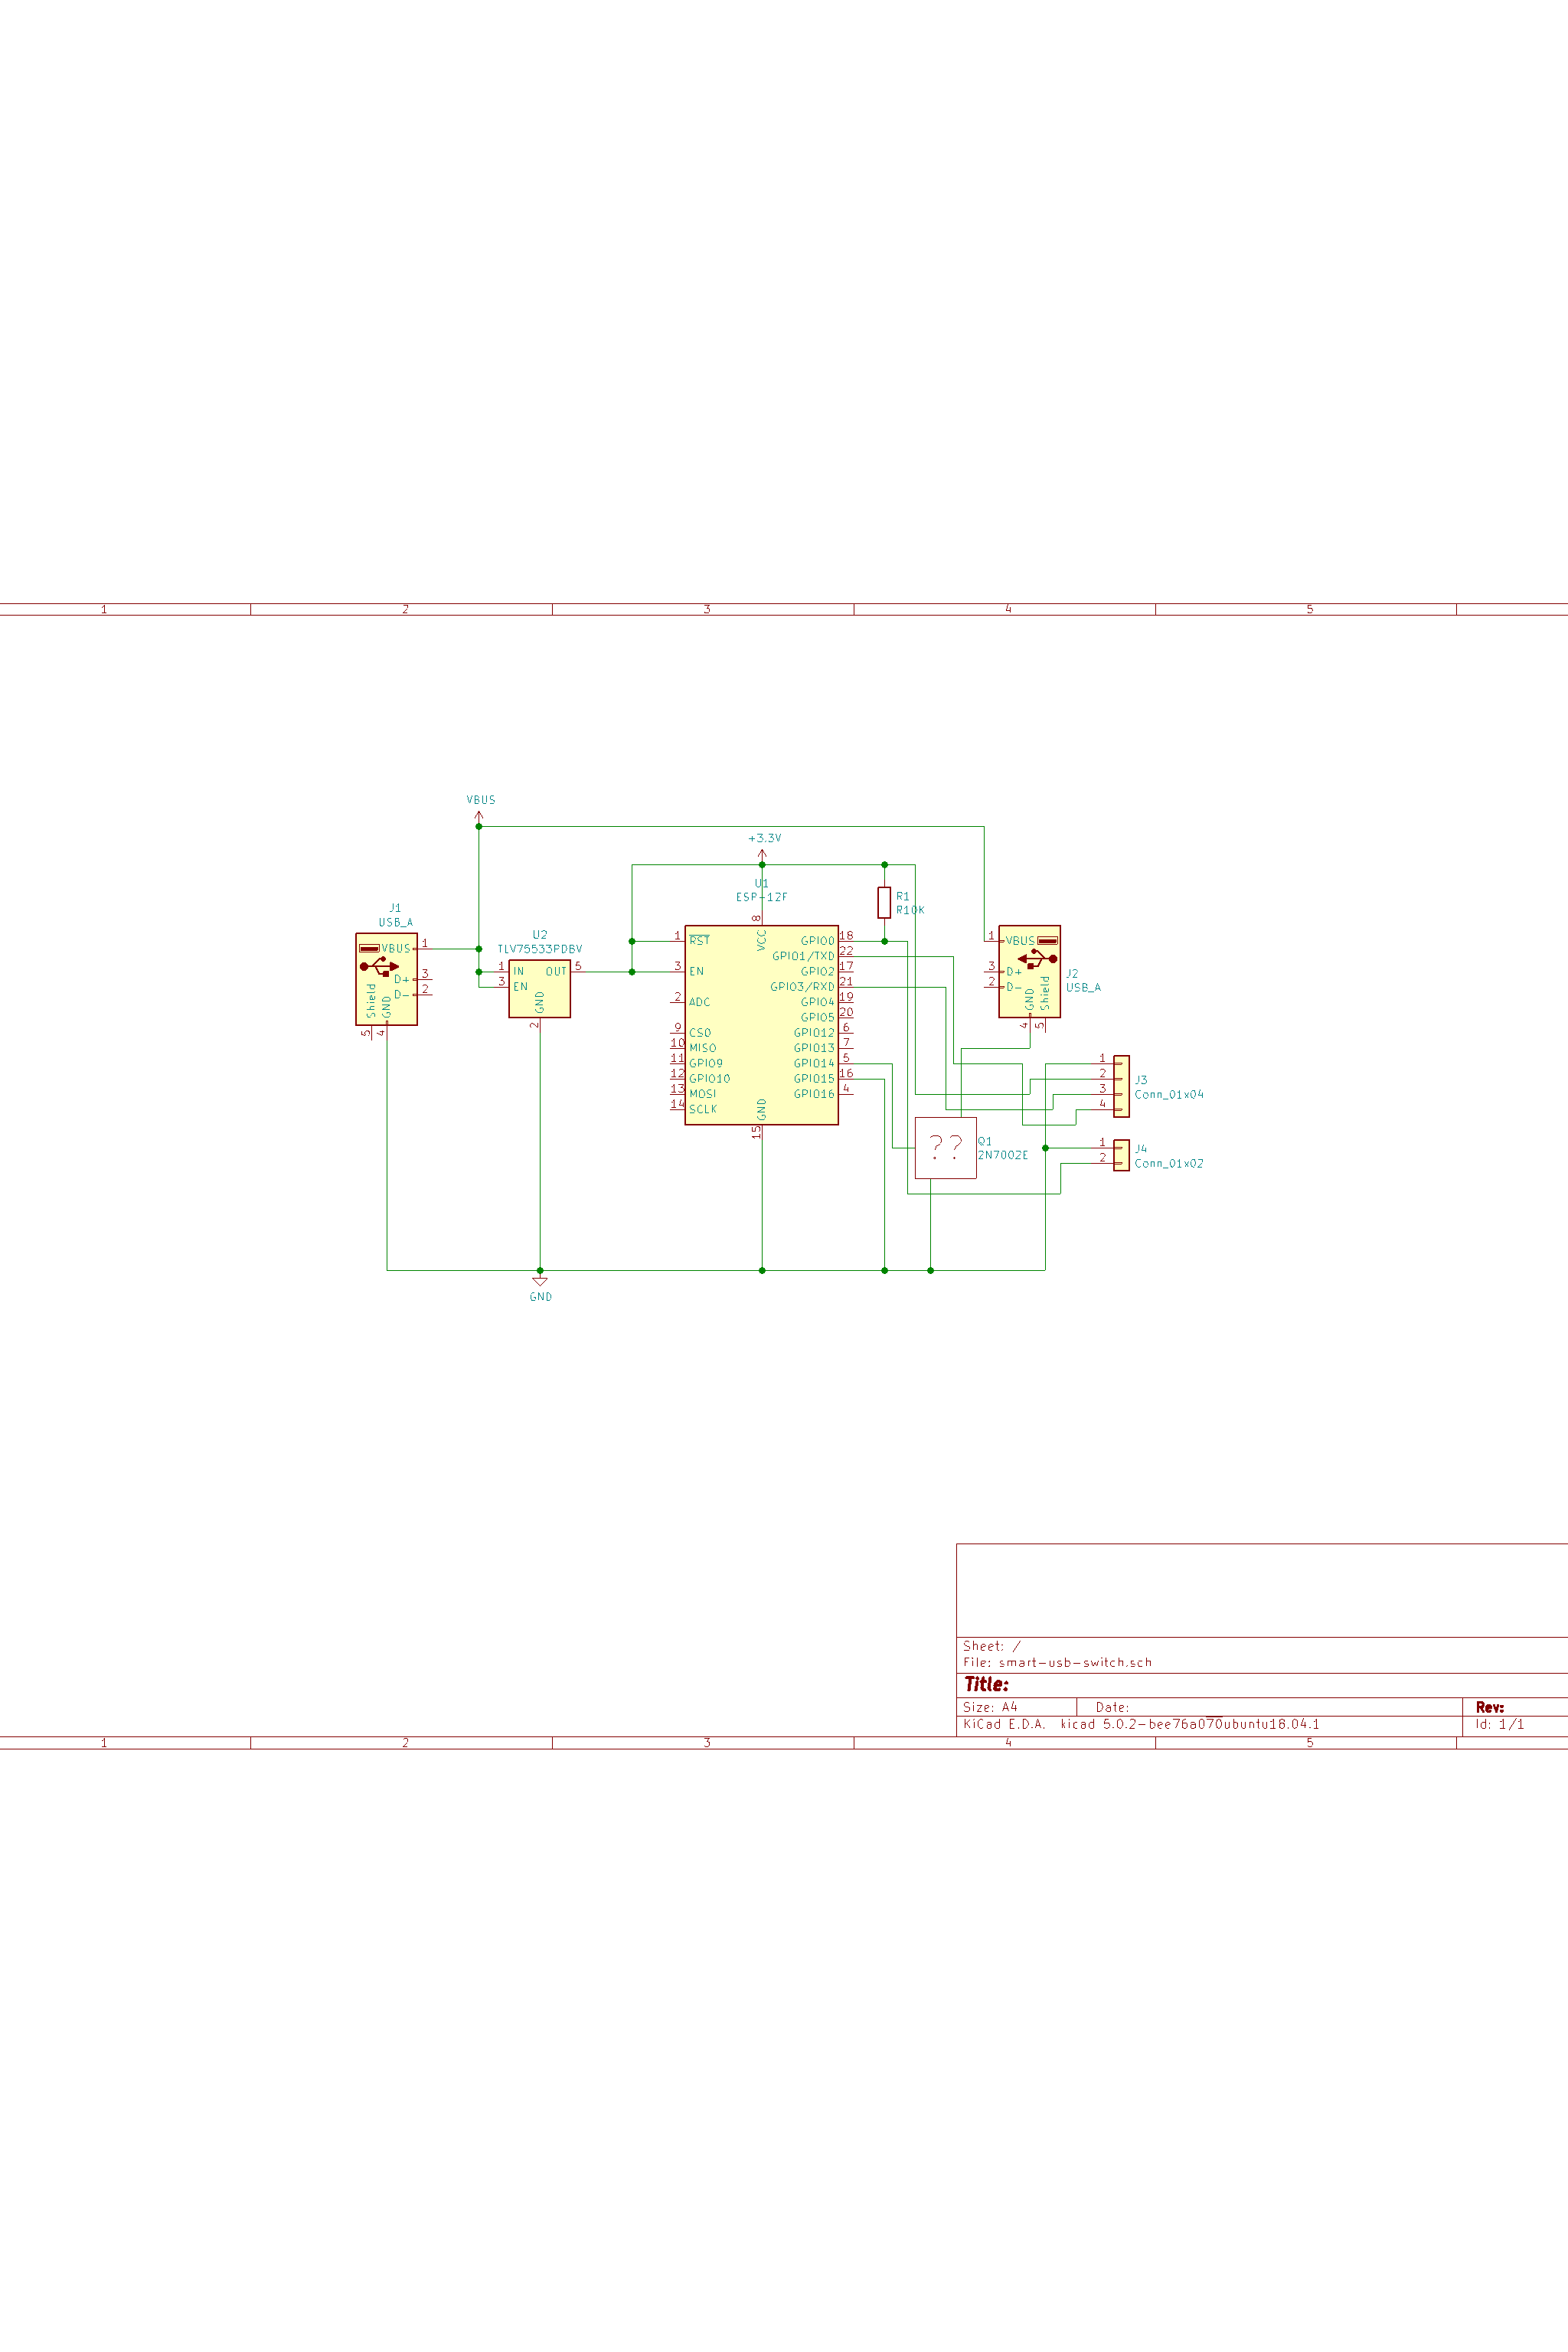 1 2 3 4 5
VBUS
+3.3V
U1
ESP-12F
J1
USB_A
VBUS 1
D+ 3
D- 2
Shield
GND
5 4
U2
TLV75533PDBV
1 IN OUT 5
3 EN
GND
2
8
VCC
1 RST
3 EN
2 ADC
9 CS0
10 MISO
11 GPIO9
12 GPIO10
13 MOSI
14 SCLK
GPIO0 18
GPIO1/TXD 22
GPIO2 17
GPIO3/RXD 21
GPIO4 19
GPIO5 20
GPIO12 6
GPIO13 7
GPIO14 5
GPIO15 16
GPIO16 4
GND
15
R1
R10K
1 VBUS
3 D+
2 D-
GND
Shield
4 5
J2
USB_A
1
2
3
4
J3
Conn_01x04
??
Q1
2N7002E
1
2
J4
Conn_01x02
GND
Sheet: /
File: smart-usb-switch.sch
Title:
Size: A4 Date: Rev:
KiCad E.D.A. kicad 5.0.2-bee76a070ubuntu18.04.1 Id: 1/1
1 2 3 4 5